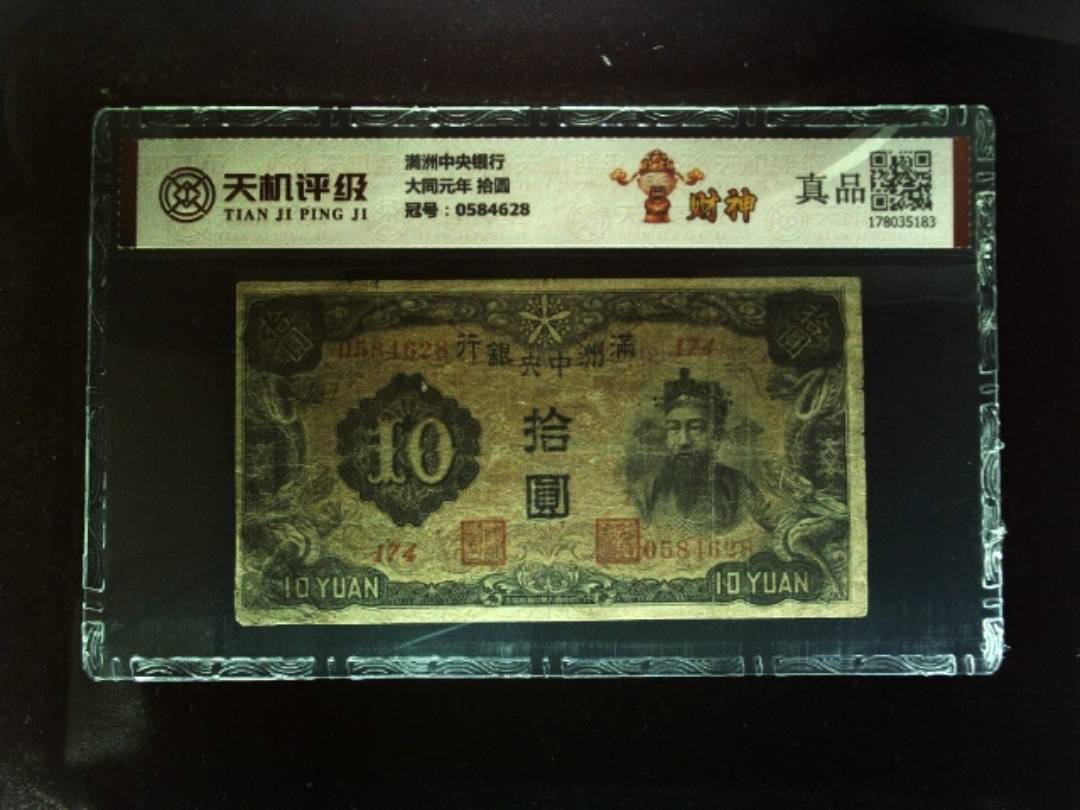 天机评级
TIAN JI PING JI
满洲中央银行
大同元年 拾圆
冠号：0584628
财神
真品
178035183
拾圓
拾圓
0584628
行銀央中洲滿
174
10
拾
圓
174
0584628
10 YUAN
10 YUAN